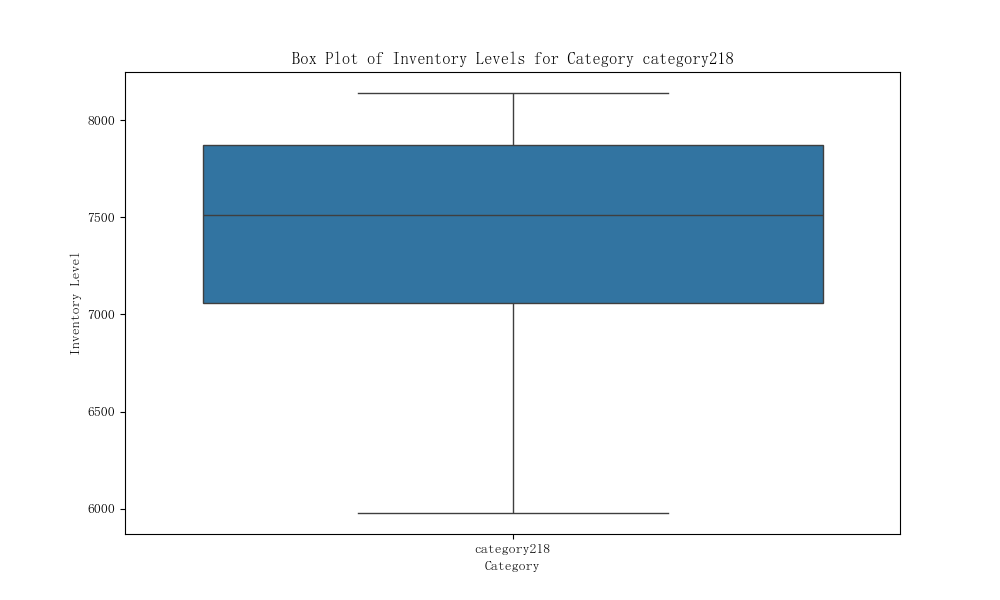 Box Plot of Inventory Levels for Category category218
8000
7500
7000
6500
6000
Inventory Level
category218
Category